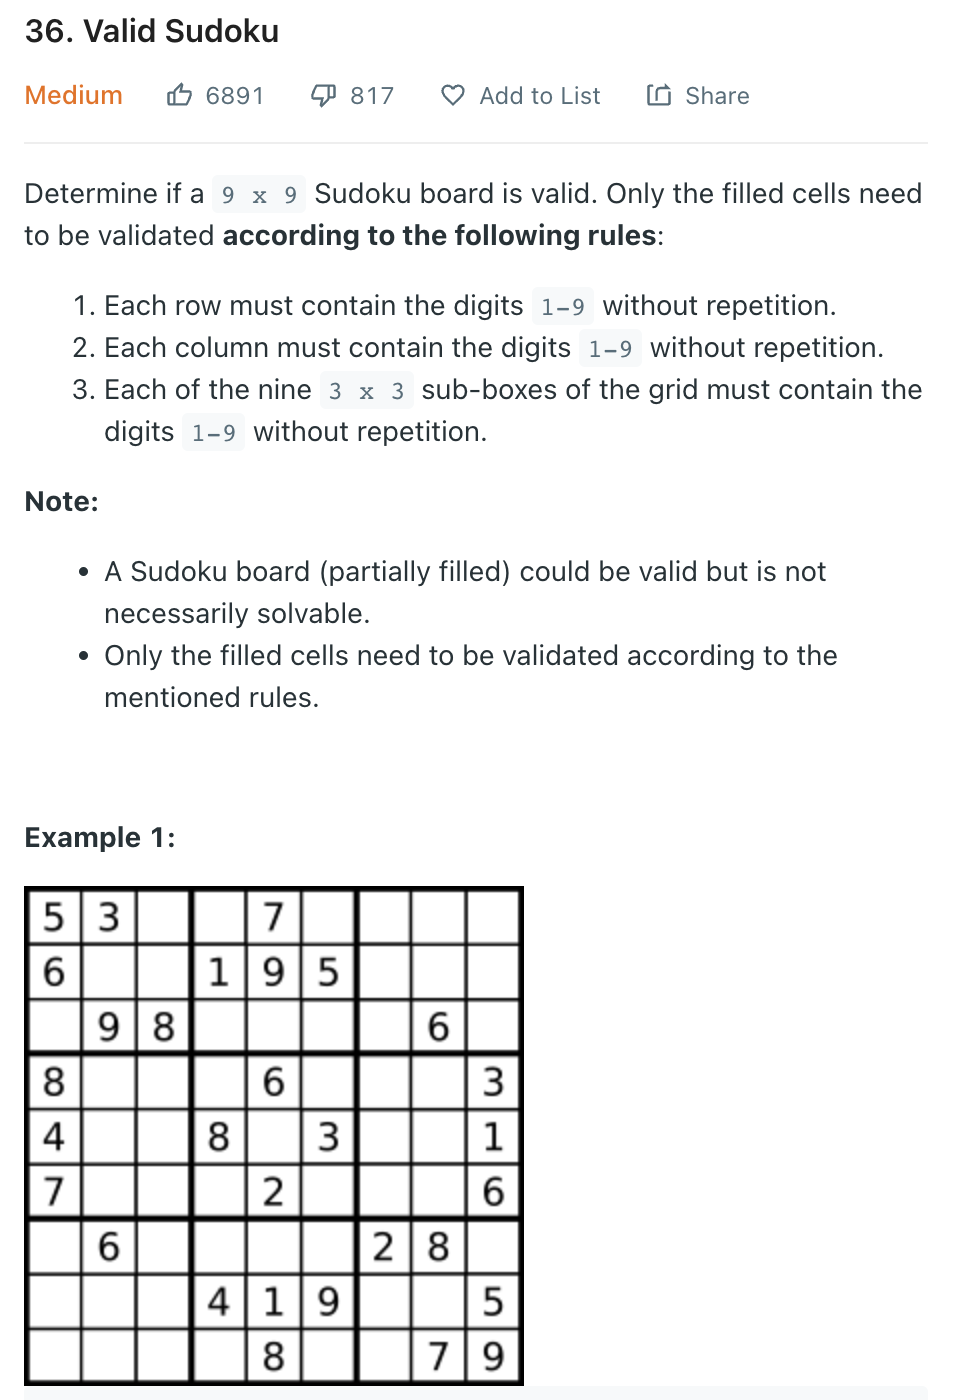 36. Valid Sudoku
Medium 6891 817 Add to List Share
Determine if a 9 x 9 Sudoku board is valid. Only the filled cells need
to be validated according to the following rules:
1. Each row must contain the digits 1-9 without repetition.
2. Each column must contain the digits 1-9 without repetition.
3. Each of the nine 3 x 3 sub-boxes of the grid must contain the
digits 1-9 without repetition.
Note:
• A Sudoku board (partially filled) could be valid but is not
necessarily solvable.
• Only the filled cells need to be validated according to the
mentioned rules.
Example 1:
5 3 7
6 1 9 5
9 8 6
8 6 3
4 8 3 1
7 2 6
6 2 8
4 1 9 5
8 7 9